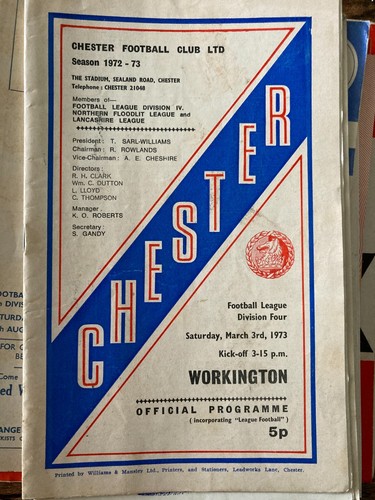 CHESTER FOOTBALL CLUB LTD
Season 1972 - 73
THE STADIUM, SEALAND ROAD, CHESTER
Telephone : CHESTER 21048
Members of—
FOOTBALL LEAGUE DIVISION IV.
NORTHERN FLOODLIT LEAGUE and
LANCASHIRE LEAGUE
President : T. SARL-WILLIAMS
Chairman : R. ROWLANDS
Vice-Chairman : A. E. CHESHIRE
Directors :
R. H. CLARK
Wm. C. DUTTON
L. LLOYD
C. THOMPSON
Manager :
K. O. ROBERTS
Secretary :
S. GANDY
CHESTER
Football League
Division Four
Saturday, March 3rd, 1973
Kick-off 3-15 p.m.
WORKINGTON
OFFICIAL PROGRAMME
( incorporating "League Football" )
5p
Printed by Williams & Manaley Ltd., Printers, and Stationers, Leadworks Lane, Chester.